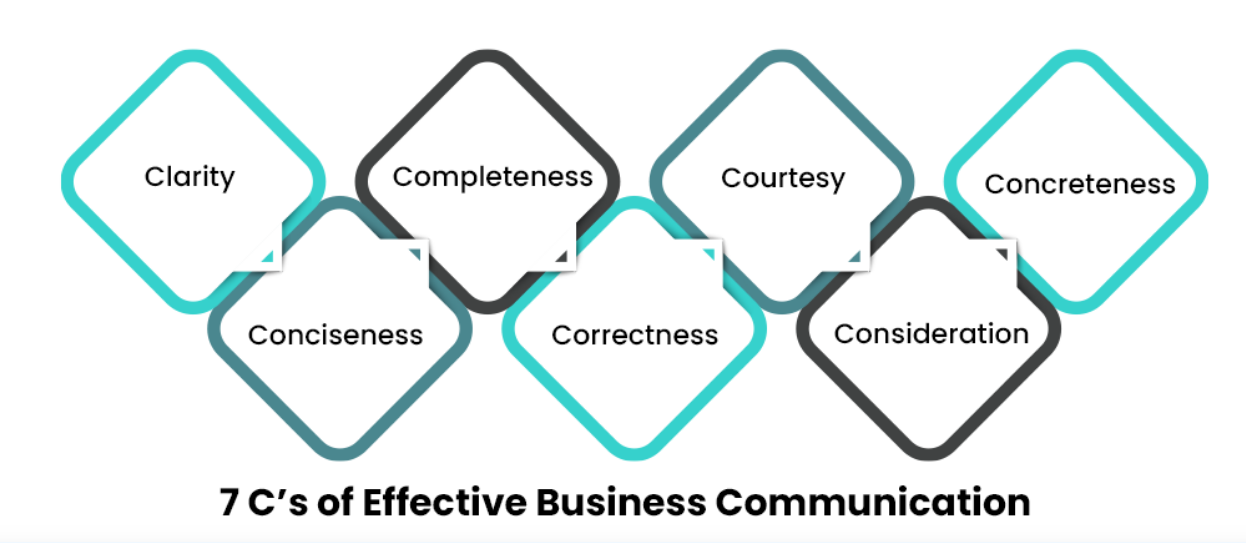 Clarity
Conciseness
Completeness
Correctness
Courtesy
Consideration
Concreteness
7 C’s of Effective Business Communication